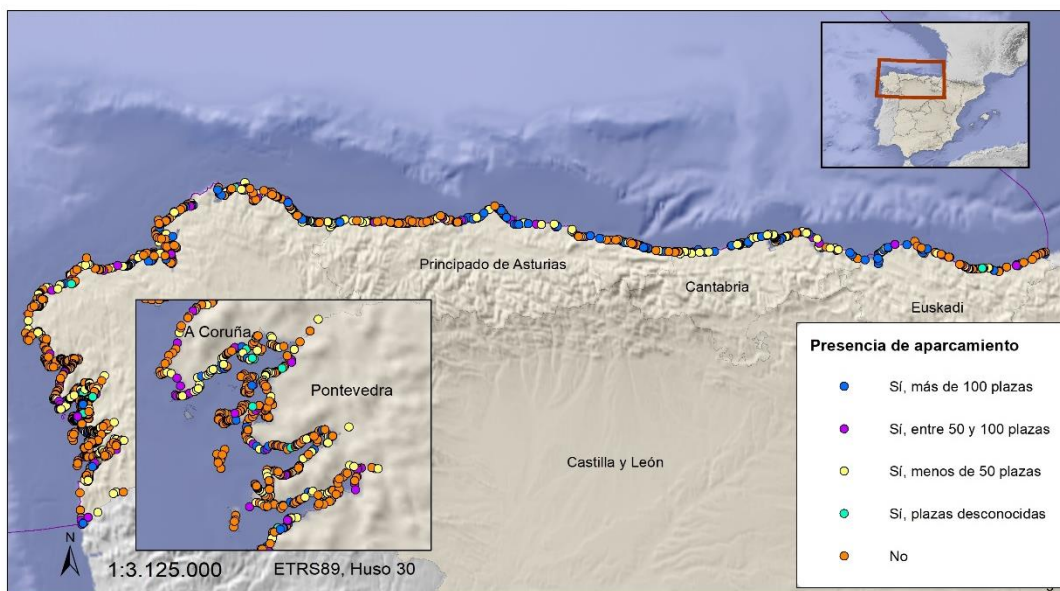 Principado de Asturias
Cantabria
Euskadi
A Coruña
Pontevedra
Castilla y León
Presencia de aparcamiento
Sí, más de 100 plazas
Sí, entre 50 y 100 plazas
Sí, menos de 50 plazas
Sí, plazas desconocidas
No
N
1:3.125.000
ETRS89, Huso 30